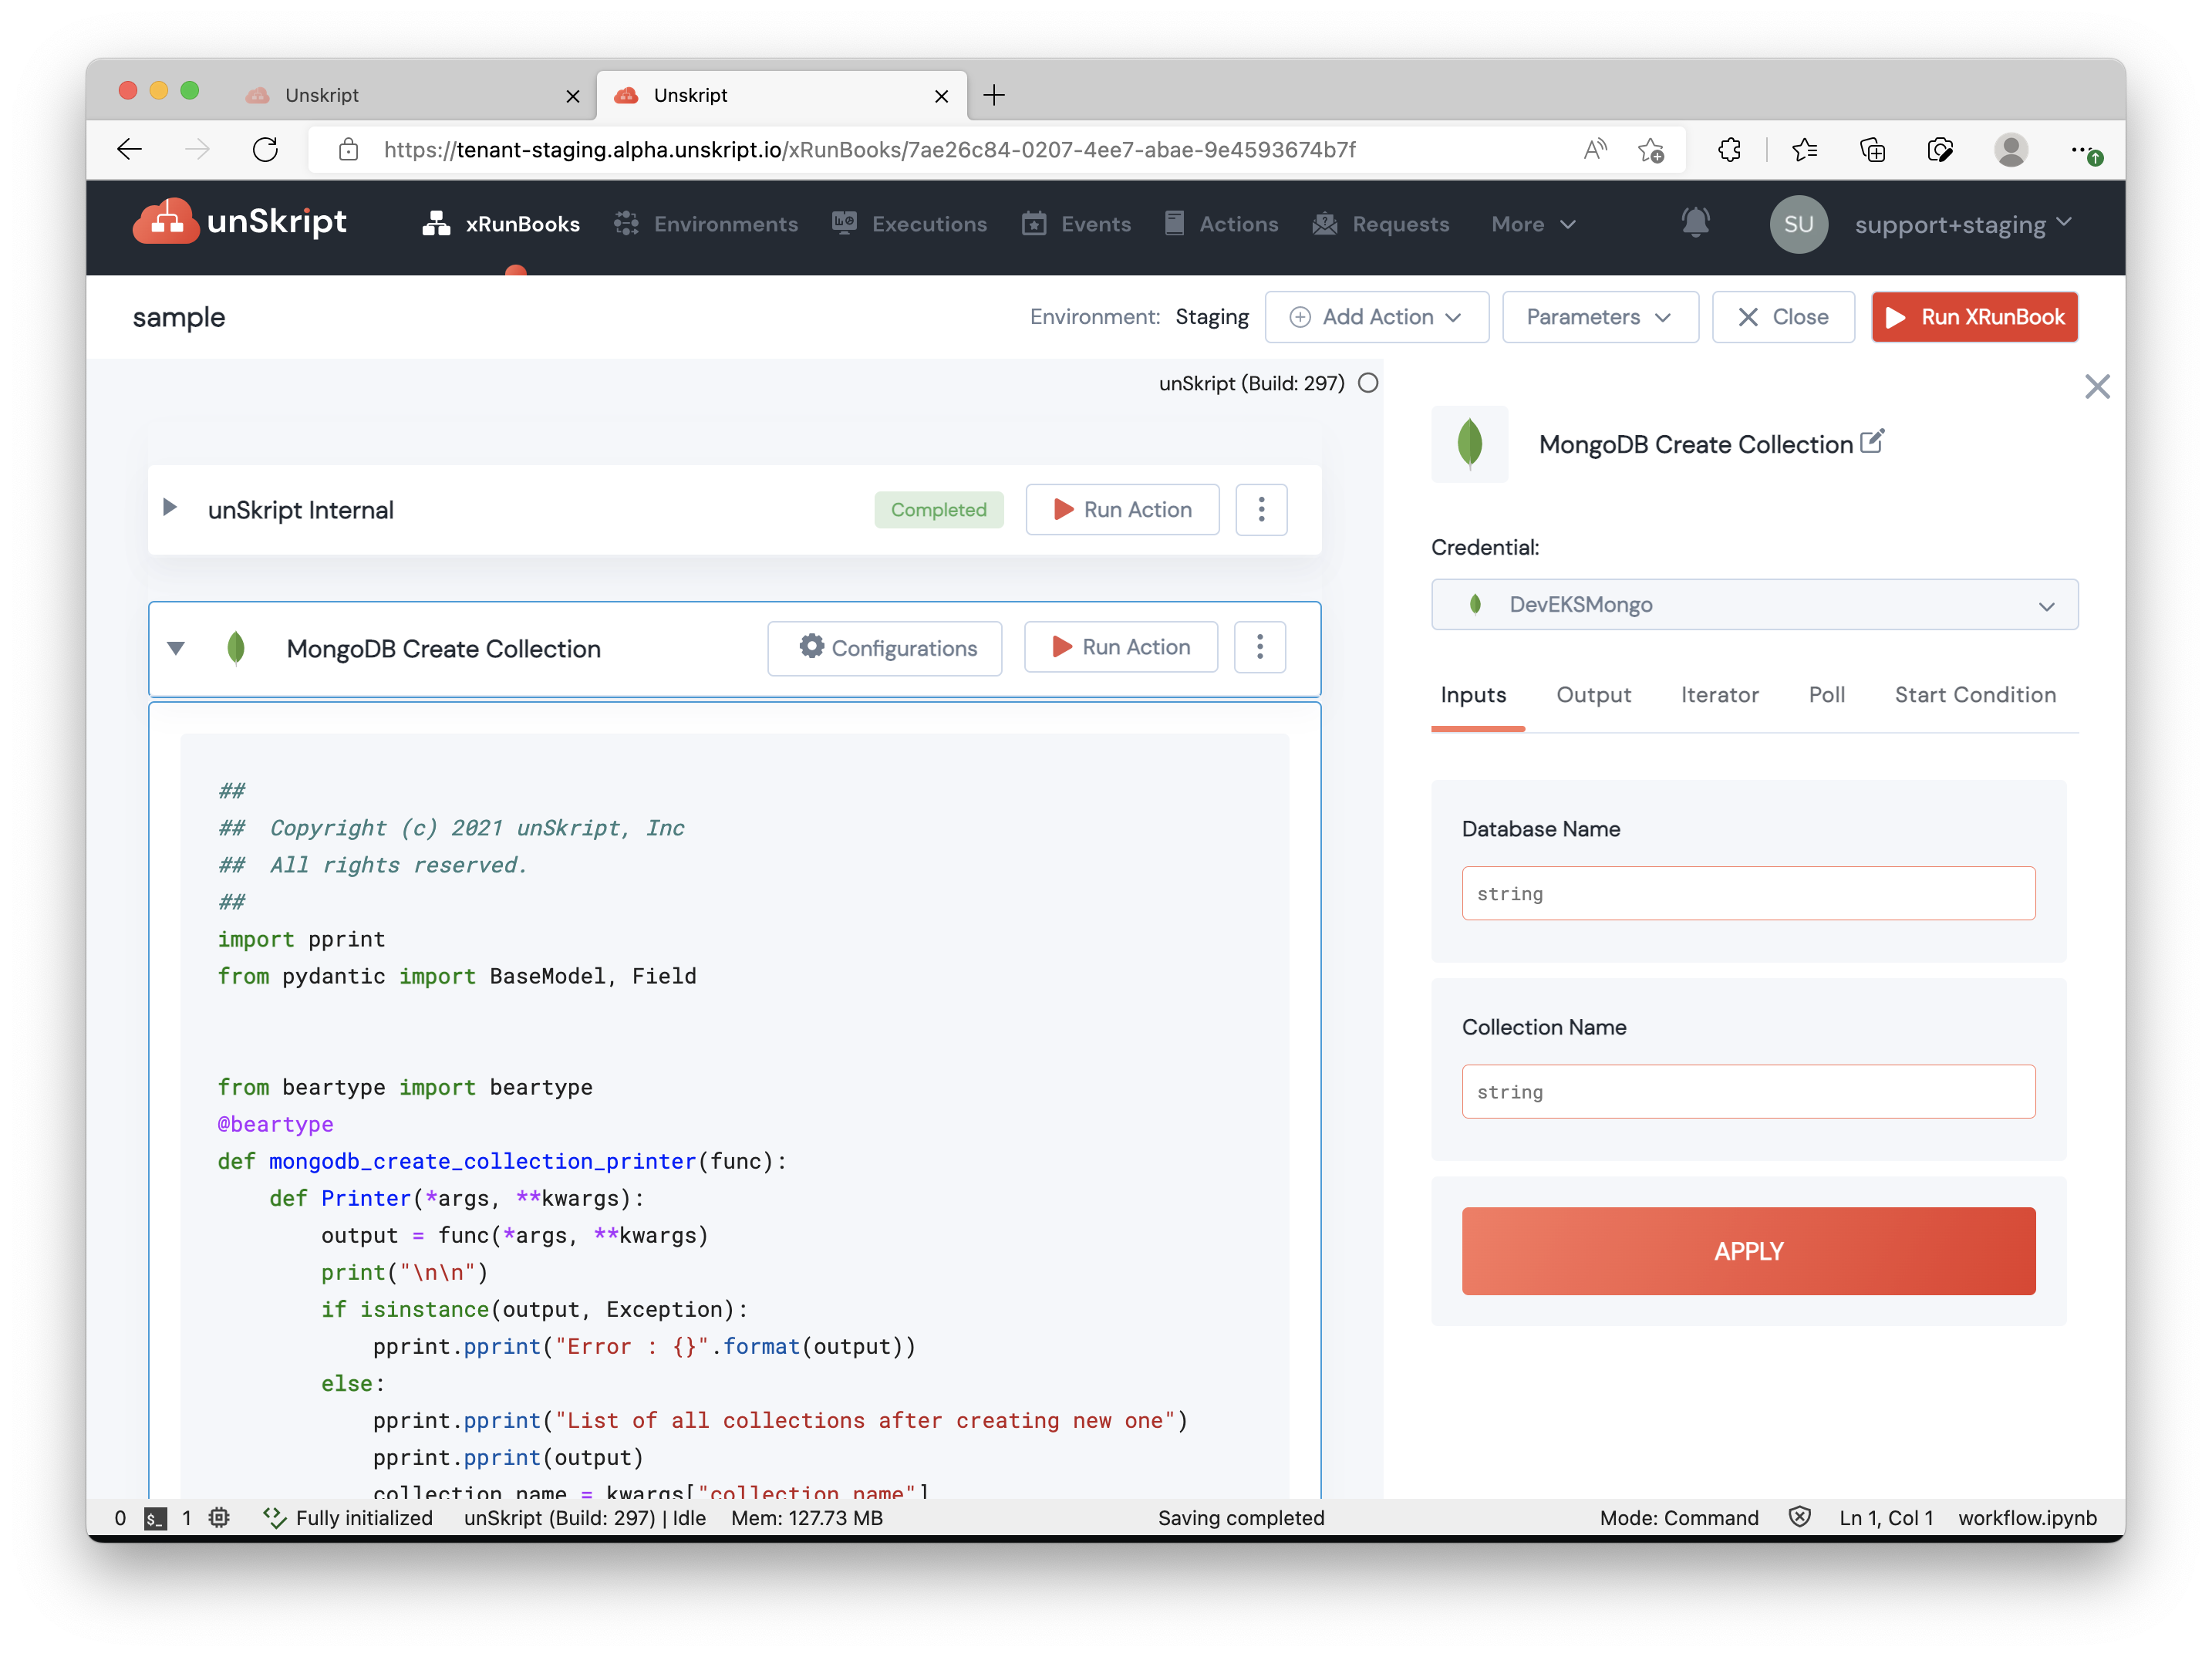 Unskript
Unskript
https://tenant-staging.alpha.unskript.io/xRunBooks/7ae26c84-0207-4ee7-abae-9e4593674b7f
unSkript
xRunBooks
Environments
Executions
Events
Actions
Requests
More
SU
support+staging
sample
Environment: Staging
Add Action
Parameters
Close
Run XRunBook
unSkript (Build: 297)
unSkript Internal
Completed
Run Action
MongoDB Create Collection
Configurations
Run Action
##
## Copyright (c) 2021 unSkript, Inc
## All rights reserved.
##
import pprint
from pydantic import BaseModel, Field
from beartype import beartype
@beartype
def mongodb_create_collection_printer(func):
    def Printer(*args, **kwargs):
        output = func(*args, **kwargs)
        print("\n\n")
        if isinstance(output, Exception):
            pprint.pprint("Error : {}".format(output))
        else:
            pprint.pprint("List of all collections after creating new one")
            pprint.pprint(output)
            collection_name = kwargs["collection_name"]
MongoDB Create Collection
Credential:
DevEKSMongo
Inputs
Output
Iterator
Poll
Start Condition
Database Name
string
Collection Name
string
APPLY
0
$_
1
Fully initialized
unSkript (Build: 297) | Idle
Mem: 127.73 MB
Saving completed
Mode: Command
Ln 1, Col 1
workflow.ipynb